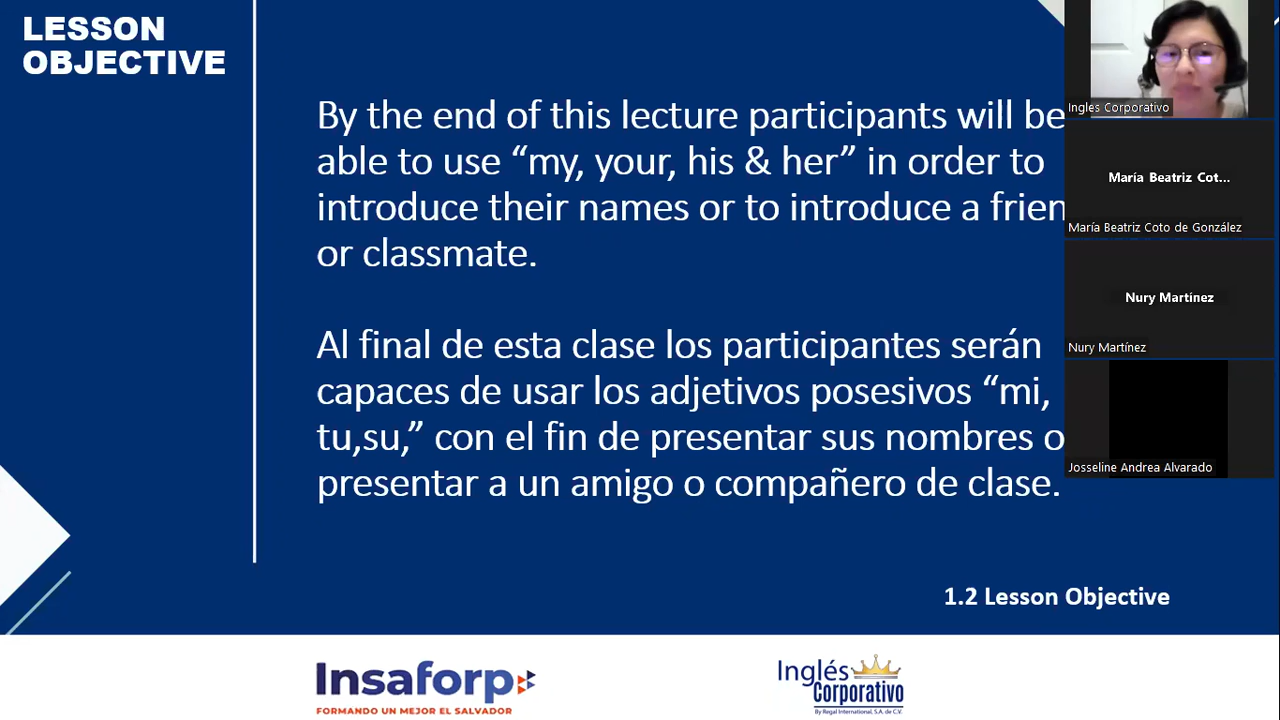 LESSON
OBJECTIVE
By the end of this lecture participants will be
able to use “my, your, his & her” in order to
introduce their names or to introduce a frien
or classmate.
Al final de esta clase los participantes serán
capaces de usar los adjetivos posesivos “mi,
tu,su,” con el fin de presentar sus nombres o
presentar a un amigo o compañero de clase.
1.2 Lesson Objective
Insaforp
FORMANDO UN MEJOR EL SALVADOR
Inglés
Corporativo
By Regal International, S.A. de C.V.
Ingles Corporativo
María Beatriz Cot...
María Beatriz Coto de González
Nury Martínez
Nury Martínez
Josseline Andrea Alvarado